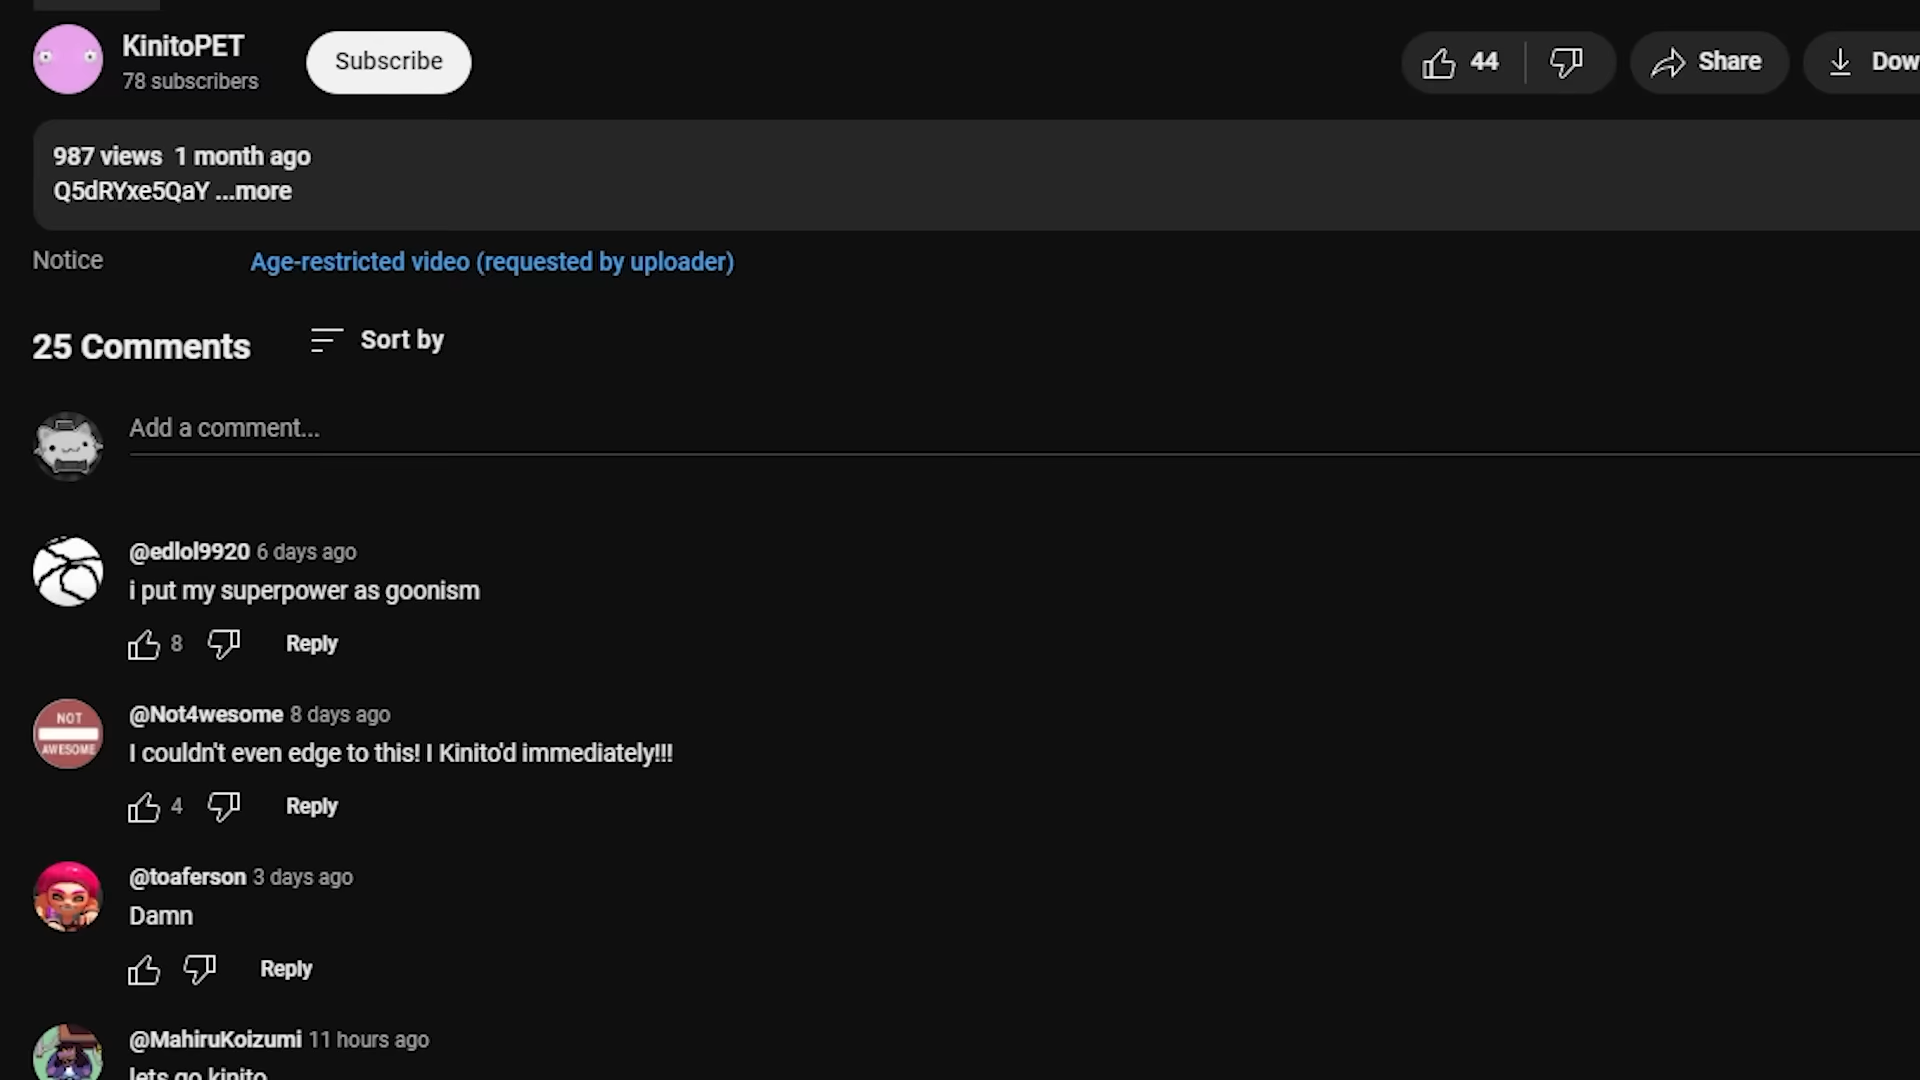 KinitoPET
78 subscribers
Subscribe
44
Share
Dow
987 views 1 month ago
Q5dRYxe5QaY ...more
Notice
Age-restricted video (requested by uploader)
25 Comments
Sort by
Add a comment...
@edlol9920 6 days ago
i put my superpower as goonism
8
Reply
NOT
AWESOME
@Not4wesome 8 days ago
I couldn't even edge to this! I Kinito'd immediately!!!
4
Reply
@toaferson 3 days ago
Damn
Reply
@MahiruKoizumi 11 hours ago
lets go kinito